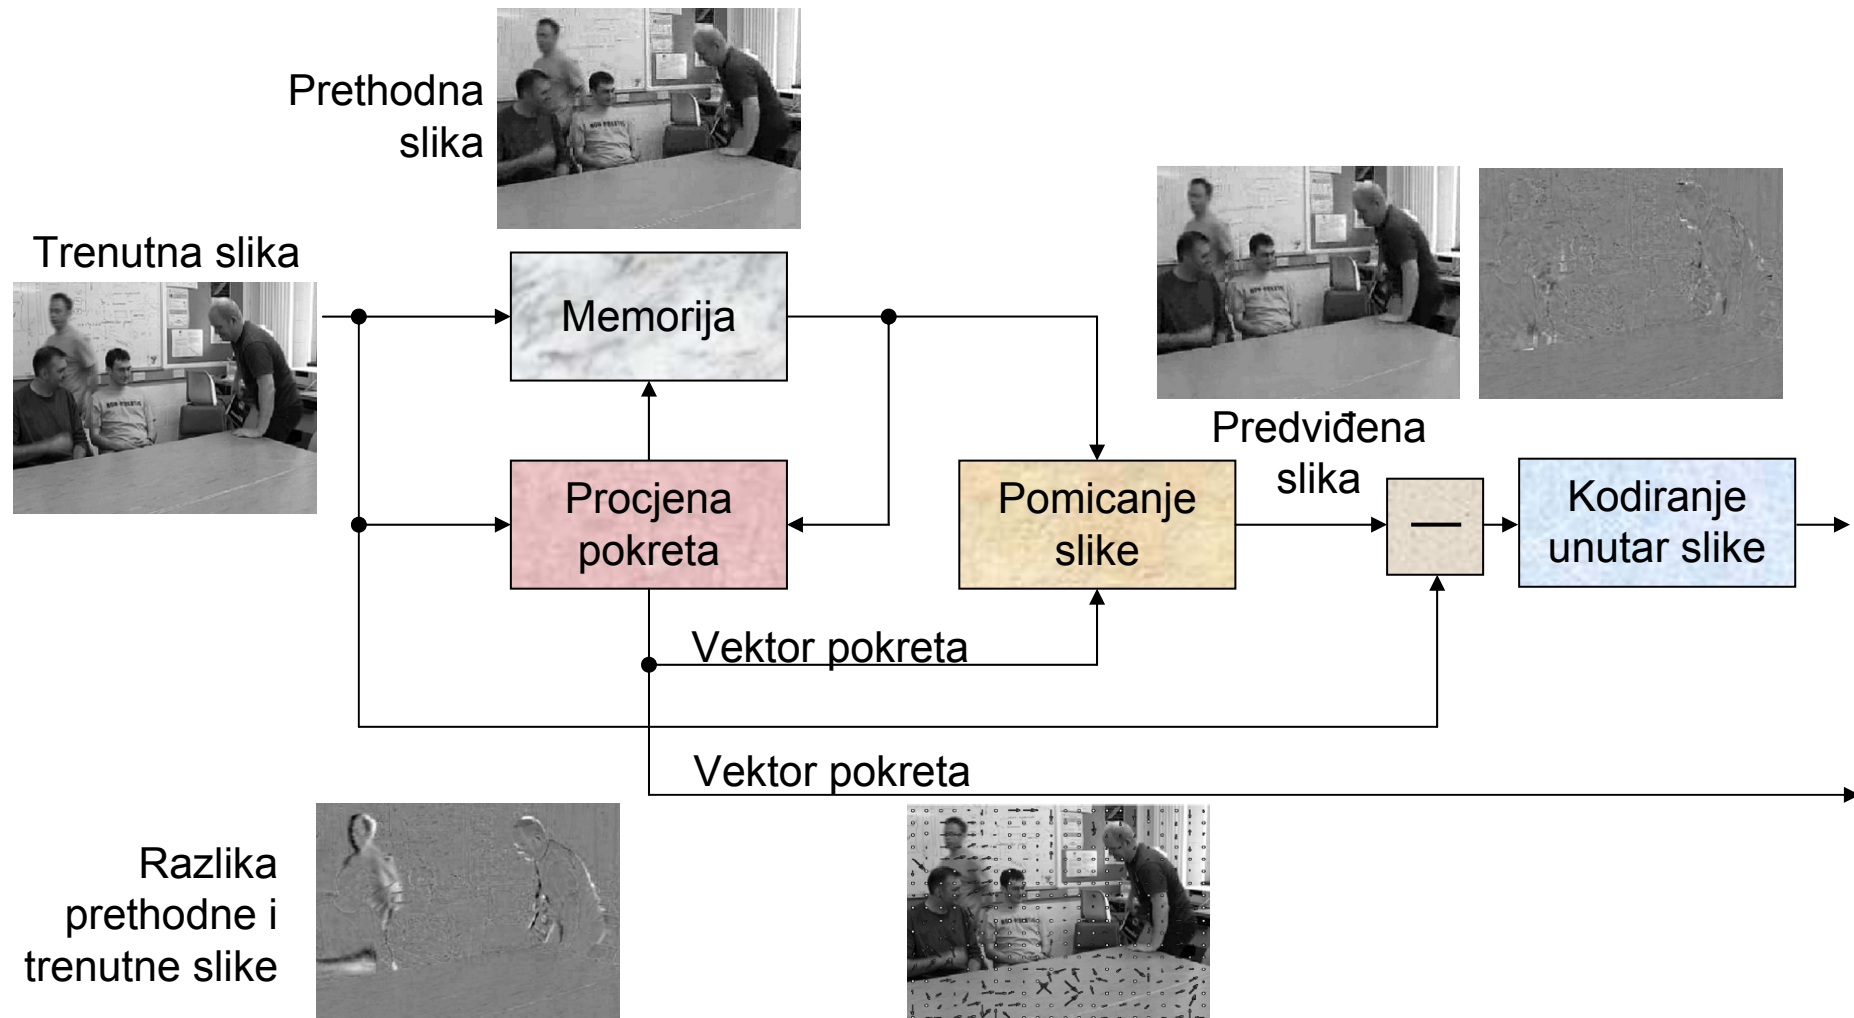 Prethodna
slika
Trenutna slika
Memorija
Predviđena
slika
Procjena
pokreta
Pomicanje
slike
—
Kodiranje
unutar slike
Vektor pokreta
Vektor pokreta
Razlika
prethodne i
trenutne slike